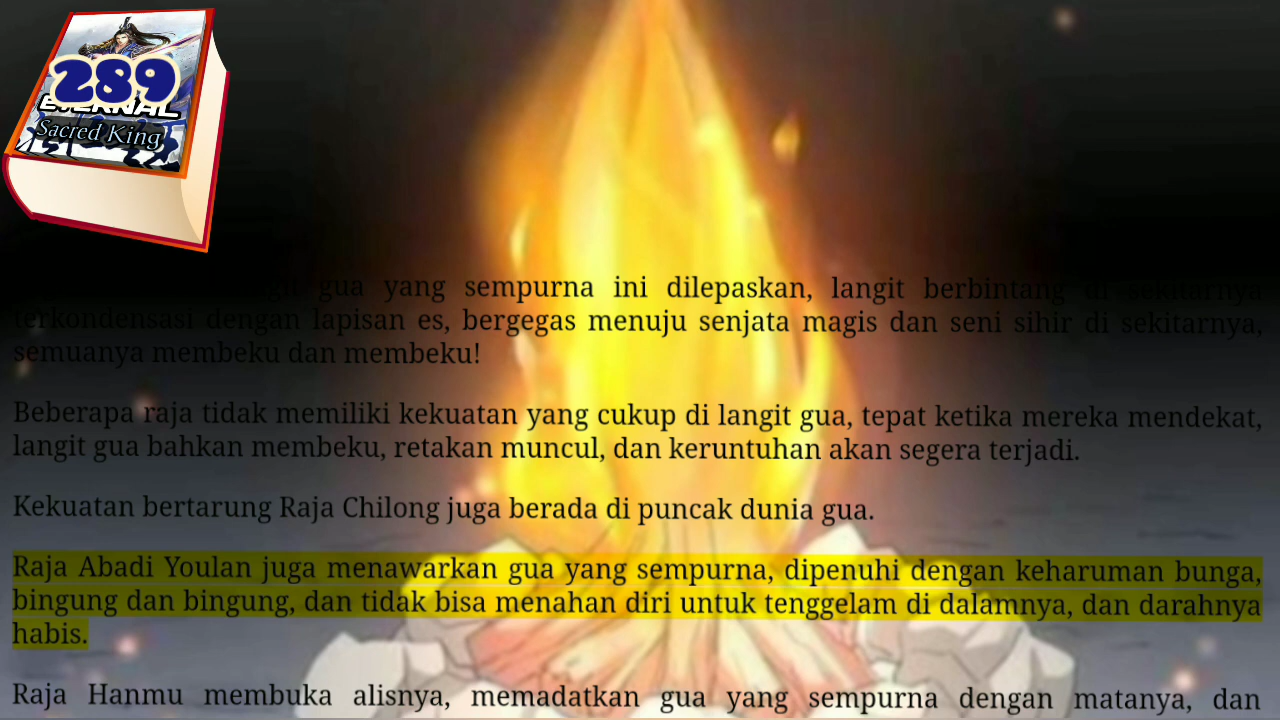 289
ETERNAL
Sacred King
gua yang sempurna ini dilepaskan, langit berbintang di sekitarnya
terkondensasi dengan lapisan es, bergegas menuju senjata magis dan seni sihir di sekitarnya,
semuanya membeku dan membeku!
Beberapa raja tidak memiliki kekuatan yang cukup di langit gua, tepat ketika mereka mendekat,
langit gua bahkan membeku, retakan muncul, dan keruntuhan akan segera terjadi.
Kekuatan bertarung Raja Chilong juga berada di puncak dunia gua.
Raja Abadi Youlan juga menawarkan gua yang sempurna, dipenuhi dengan keharuman bunga,
bingung dan bingung, dan tidak bisa menahan diri untuk tenggelam di dalamnya, dan darahnya
habis.
Raja Hanmu membuka alisnya, memadatkan gua yang sempurna dengan matanya, dan